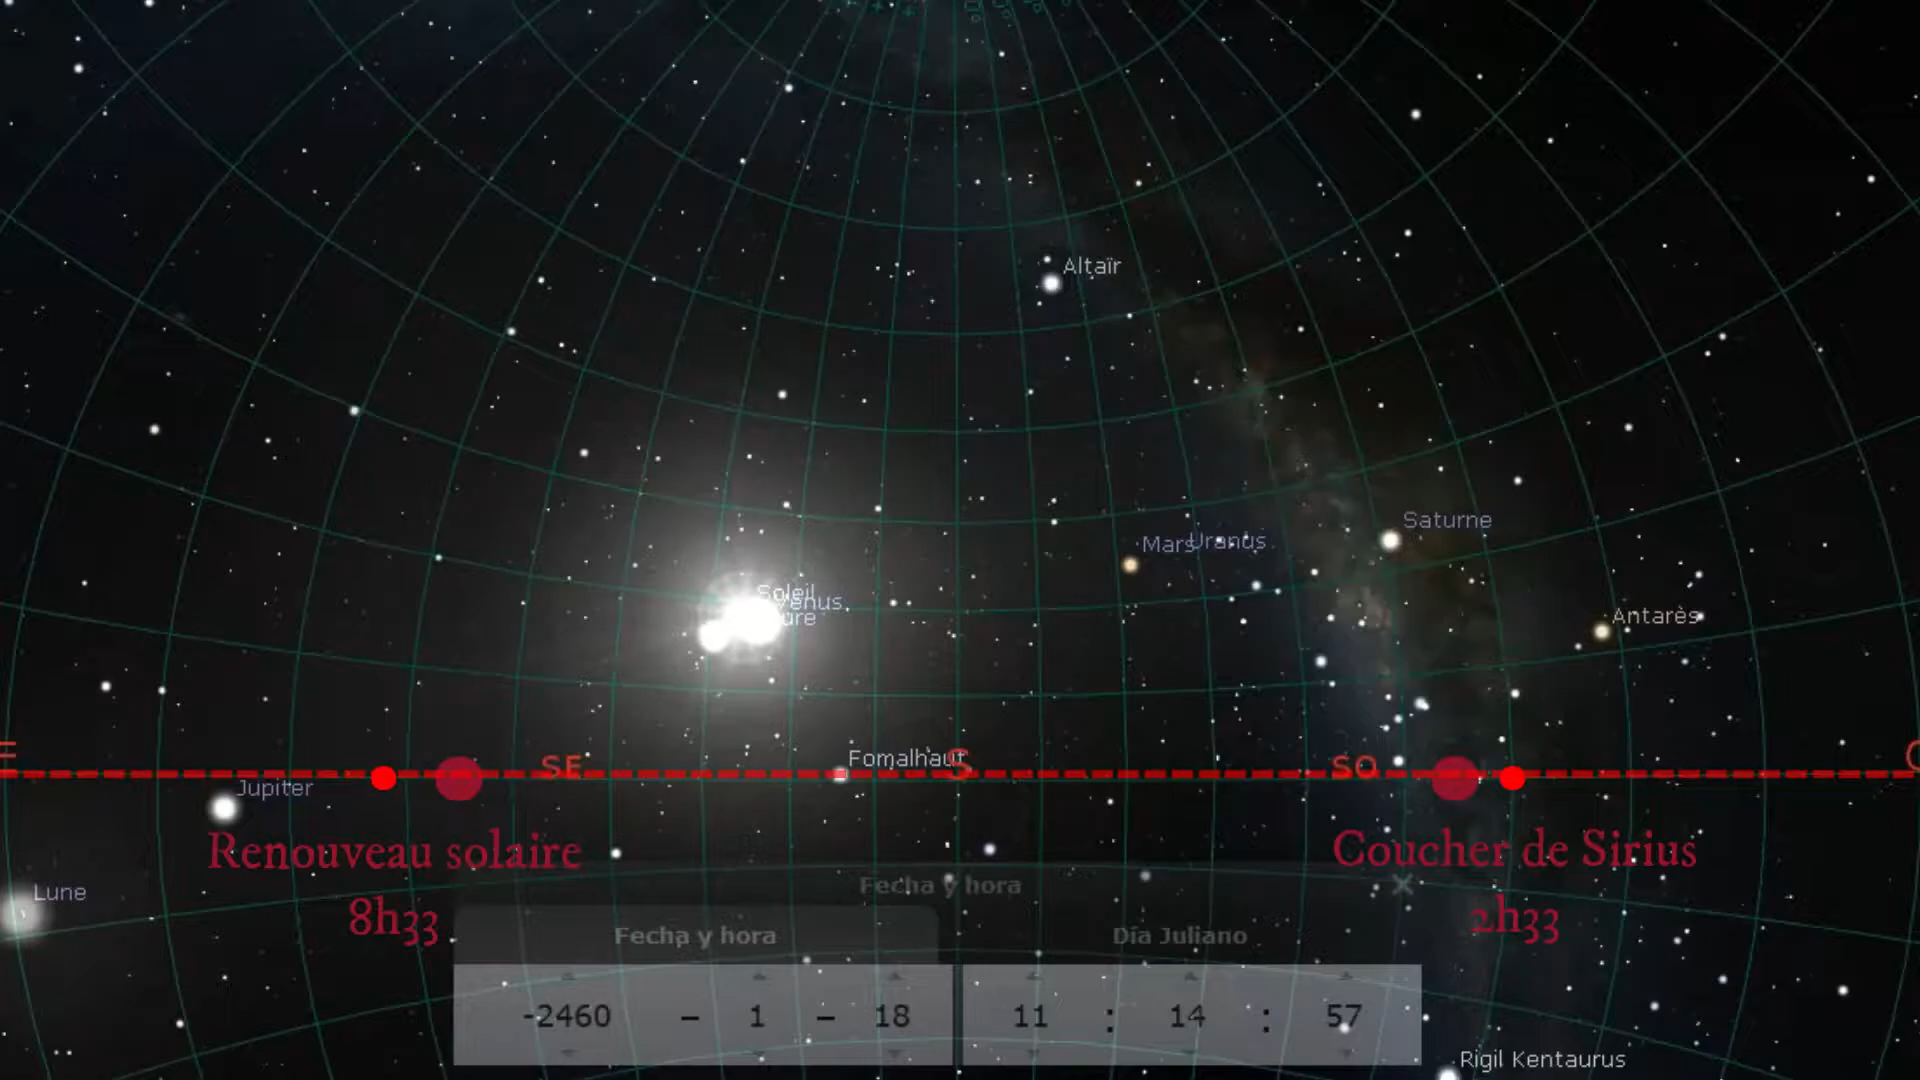 Altaïr
Saturne
Mars
Uranus
Soleil
Vénus
Antarès
SE
Fomalhaut
S
SO
Jupiter
Renouveau solaire
8h33
Coucher de Sirius
2h33
Lune
Fecha y hora
Fecha y hora
Día Juliano
-2460 – 1 – 18
11 : 14 : 57
Rigil Kentaurus